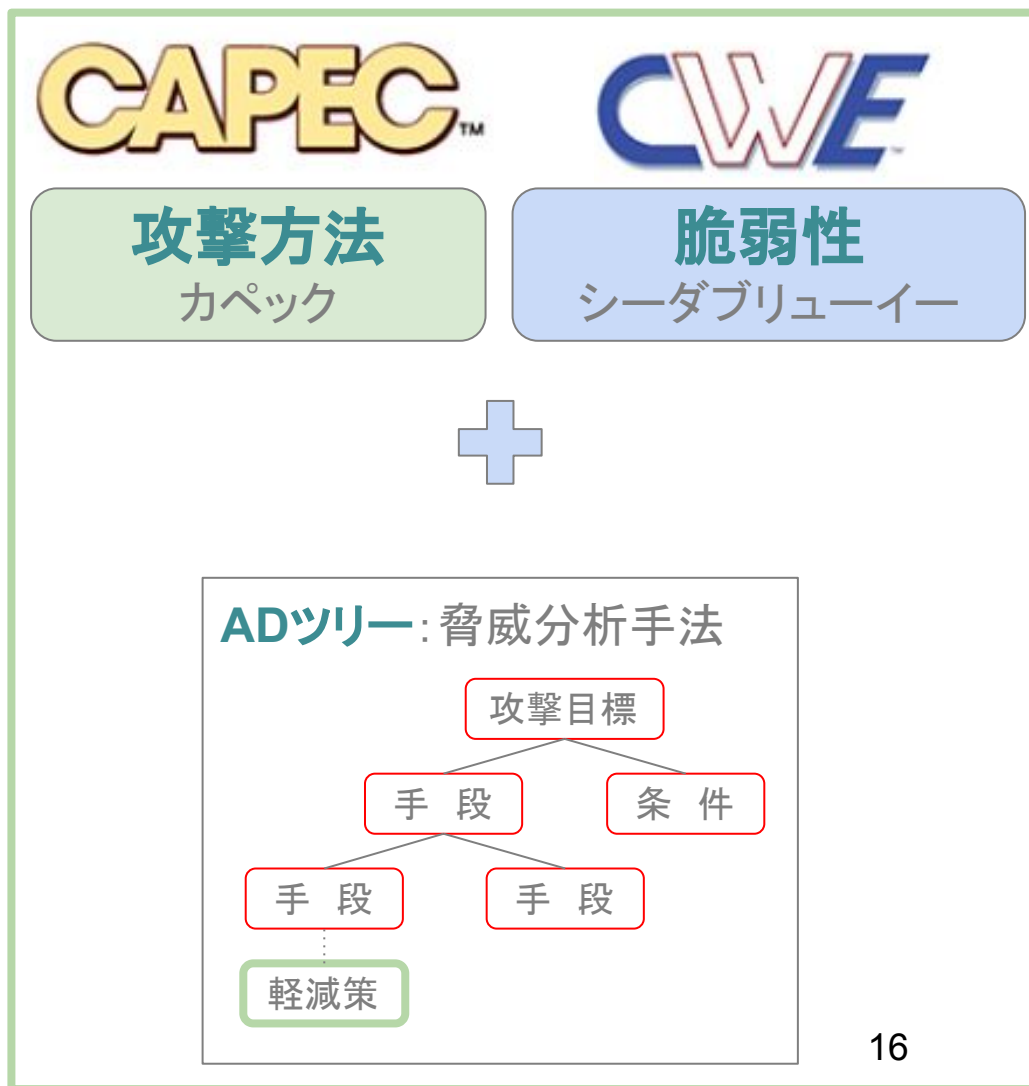 CAPEC™
CWE™
攻撃方法
カペック
脆弱性
シーダブリューイー
ADツリー：脅威分析手法
攻撃目標
手 段
条 件
手 段
手 段
軽減策
16